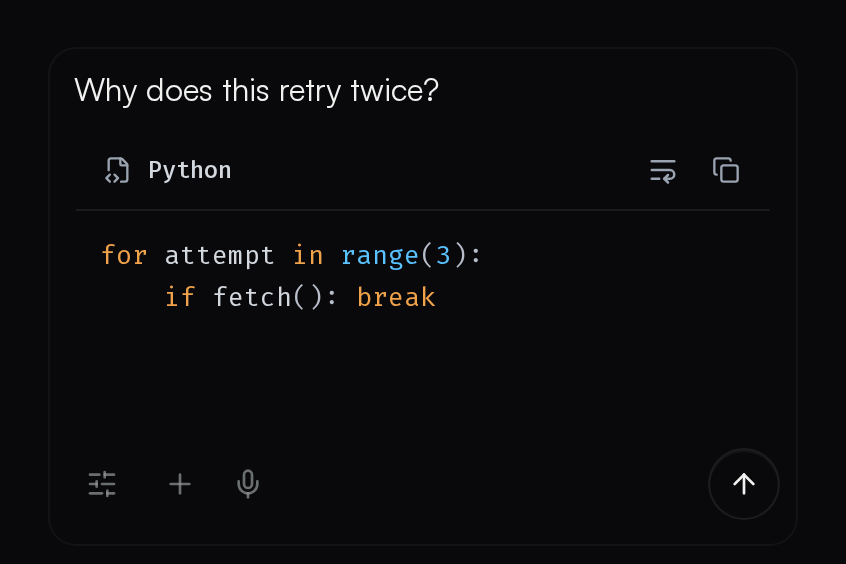 Why does this retry twice?
Python
for attempt in range(3):
    if fetch(): break